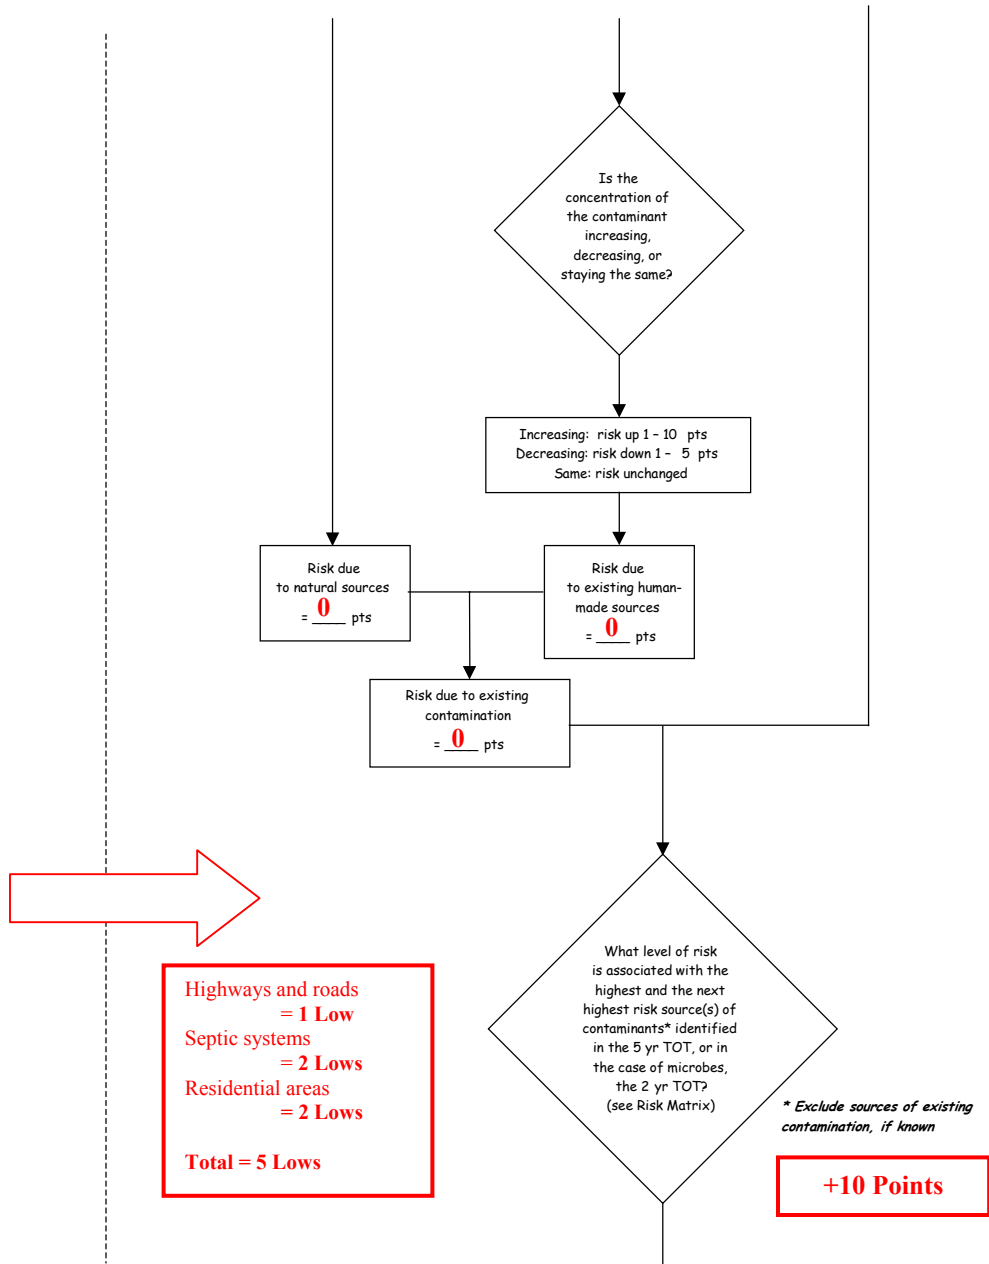 Is the
concentration of
the contaminant
increasing,
decreasing, or
staying the same?
Increasing: risk up 1 – 10 pts
Decreasing: risk down 1 – 5 pts
Same: risk unchanged
Risk due
to natural sources
= 0 pts
Risk due
to existing human-
made sources
= 0 pts
Risk due to existing
contamination
= 0 pts
What level of risk
is associated with the
highest and the next
highest risk source(s) of
contaminants* identified
in the 5 yr TOT, or in
the case of microbes,
the 2 yr TOT?
(see Risk Matrix)
* Exclude sources of existing
contamination, if known
Highways and roads
= 1 Low
Septic systems
= 2 Lows
Residential areas
= 2 Lows
Total = 5 Lows
+10 Points